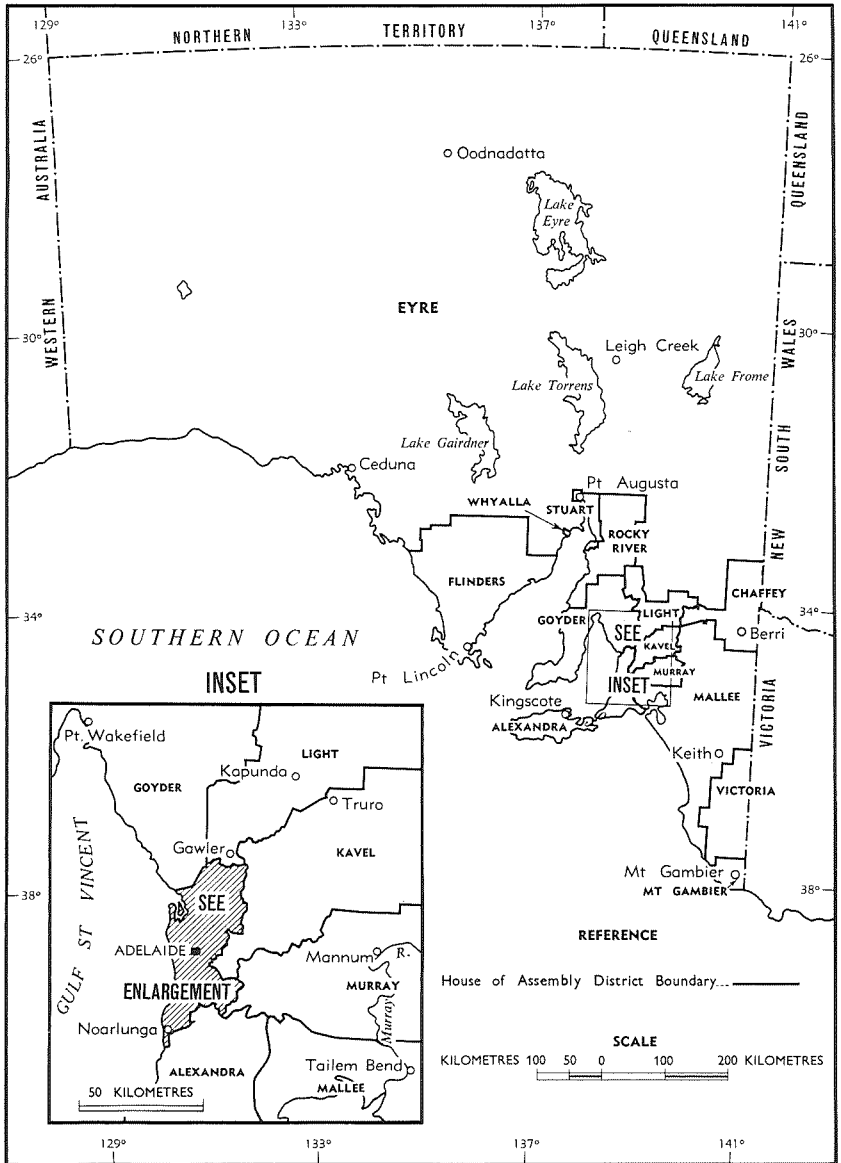 129°
133°
137°
141°
NORTHERN TERRITORY QUEENSLAND
26°
26°
AUSTRALIA
QUEENSLAND
Oodnadatta
Lake
Eyre
EYRE
WESTERN
30°
30°
WALES
Leigh Creek
Lake Torrens
Lake Frome
Lake Gairdner
SOUTH
Ceduna
Pt Augusta
WHYALLA
STUART
ROCKY
RIVER
NEW
FLINDERS
CHAFFEY
34°
34°
GOYDER
LIGHT
SEE
KAVEL
Berri
SOUTHERN OCEAN
Pt Lincoln
MURRAY
INSET
INSET
MALLEE
VICTORIA
Kingscote
ALEXANDRA
Keith
VICTORIA
Pt. Wakefield
LIGHT
Kapunda
GOYDER
Truro
GULF ST VINCENT
Gawler
KAVEL
Mt Gambier
MT GAMBIER
38°
38°
SEE
REFERENCE
ADELAIDE
Mannum
R.
House of Assembly District Boundary
ENLARGEMENT
MURRAY
Murray
Noarlunga
SCALE
KILOMETRES 100 50 0 100 200 KILOMETRES
ALEXANDRA
Tailem Bend
MALLEE
50 KILOMETRES
129°
133°
137°
141°